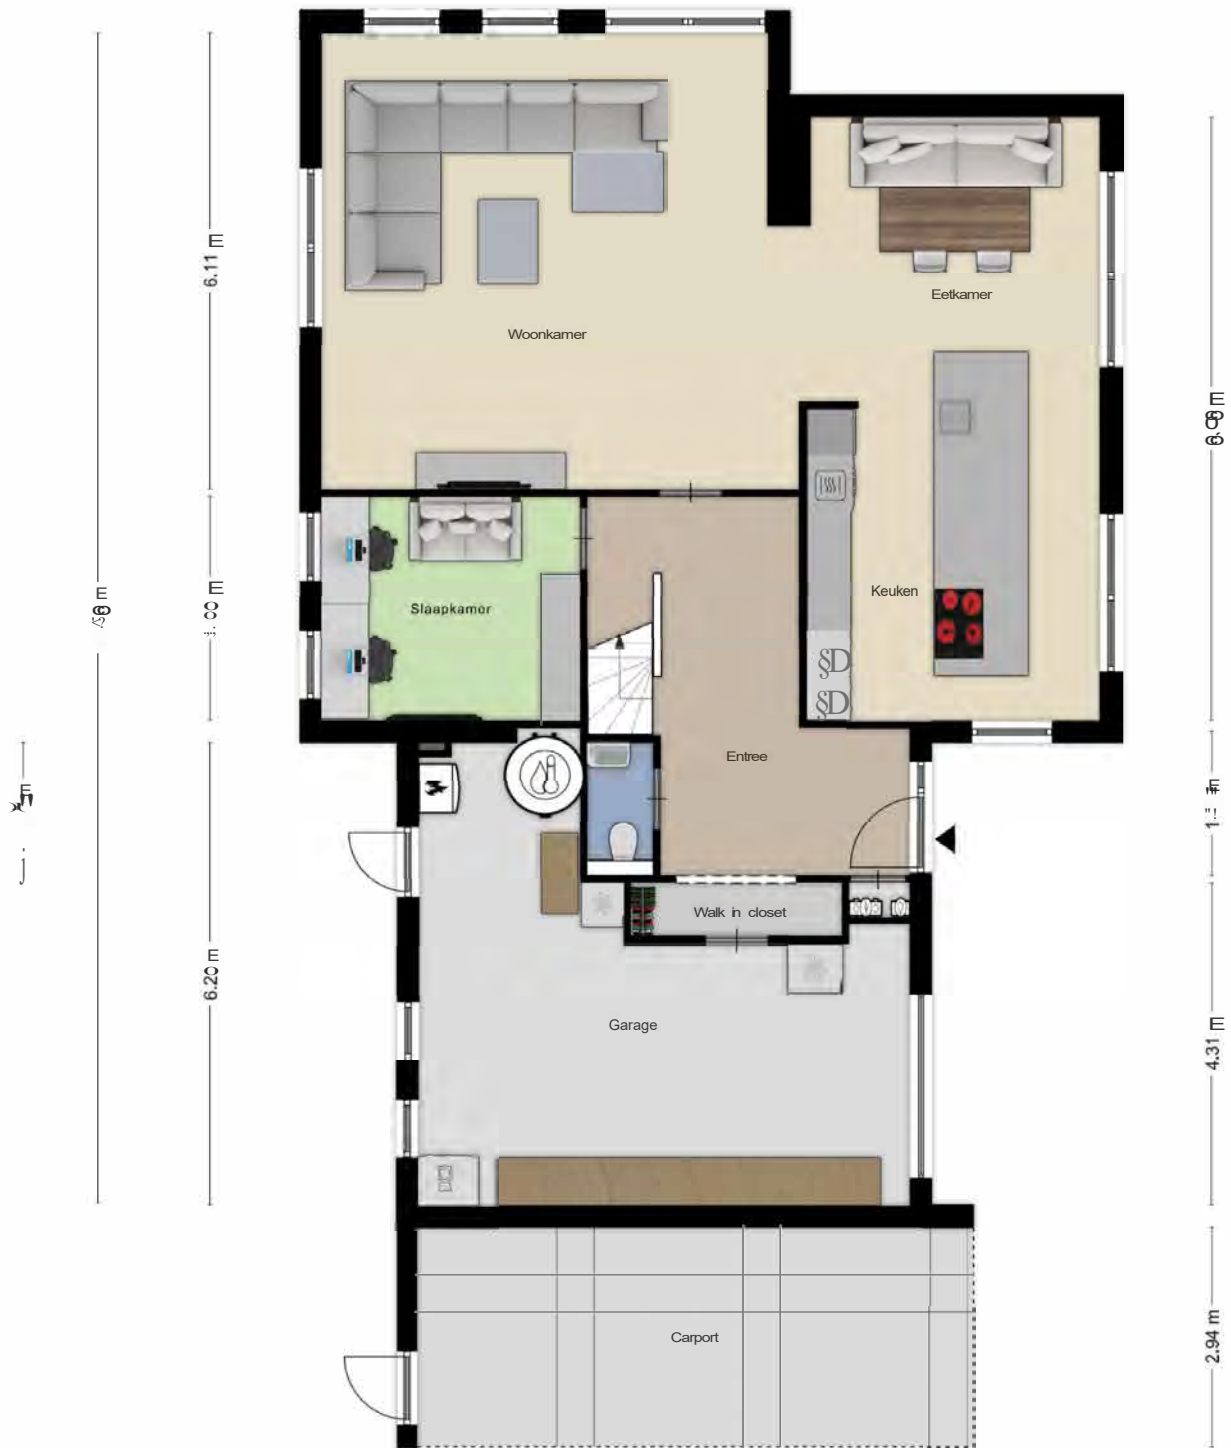 6.11
Eetkamer
Woonkamer
Keuken
Slaapkamer
Entree
Walk in closet
6.20
Garage
4.31
Carport
2.94 m